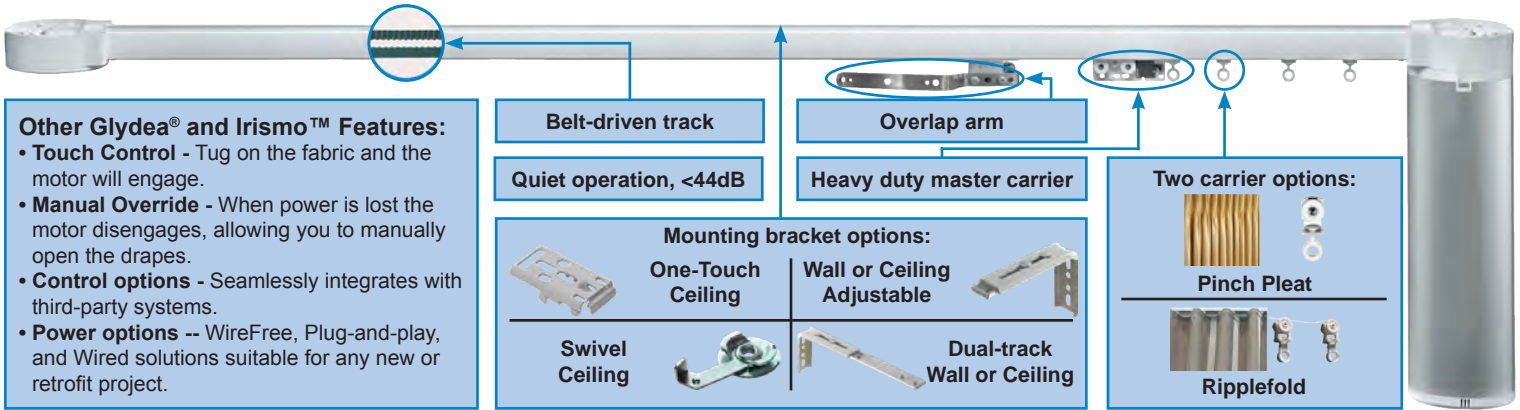 Other Glydea® and Irismo™ Features:
• Touch Control - Tug on the fabric and the
motor will engage.
• Manual Override - When power is lost the
motor disengages, allowing you to manually
open the drapes.
• Control options - Seamlessly integrates with
third-party systems.
• Power options -- WireFree, Plug-and-play,
and Wired solutions suitable for any new or
retrofit project.
Belt-driven track
Overlap arm
Quiet operation, <44dB
Heavy duty master carrier
Mounting bracket options:
One-Touch
Ceiling
Wall or Ceiling
Adjustable
Swivel
Ceiling
Dual-track
Wall or Ceiling
Two carrier options:
Pinch Pleat
Ripplefold